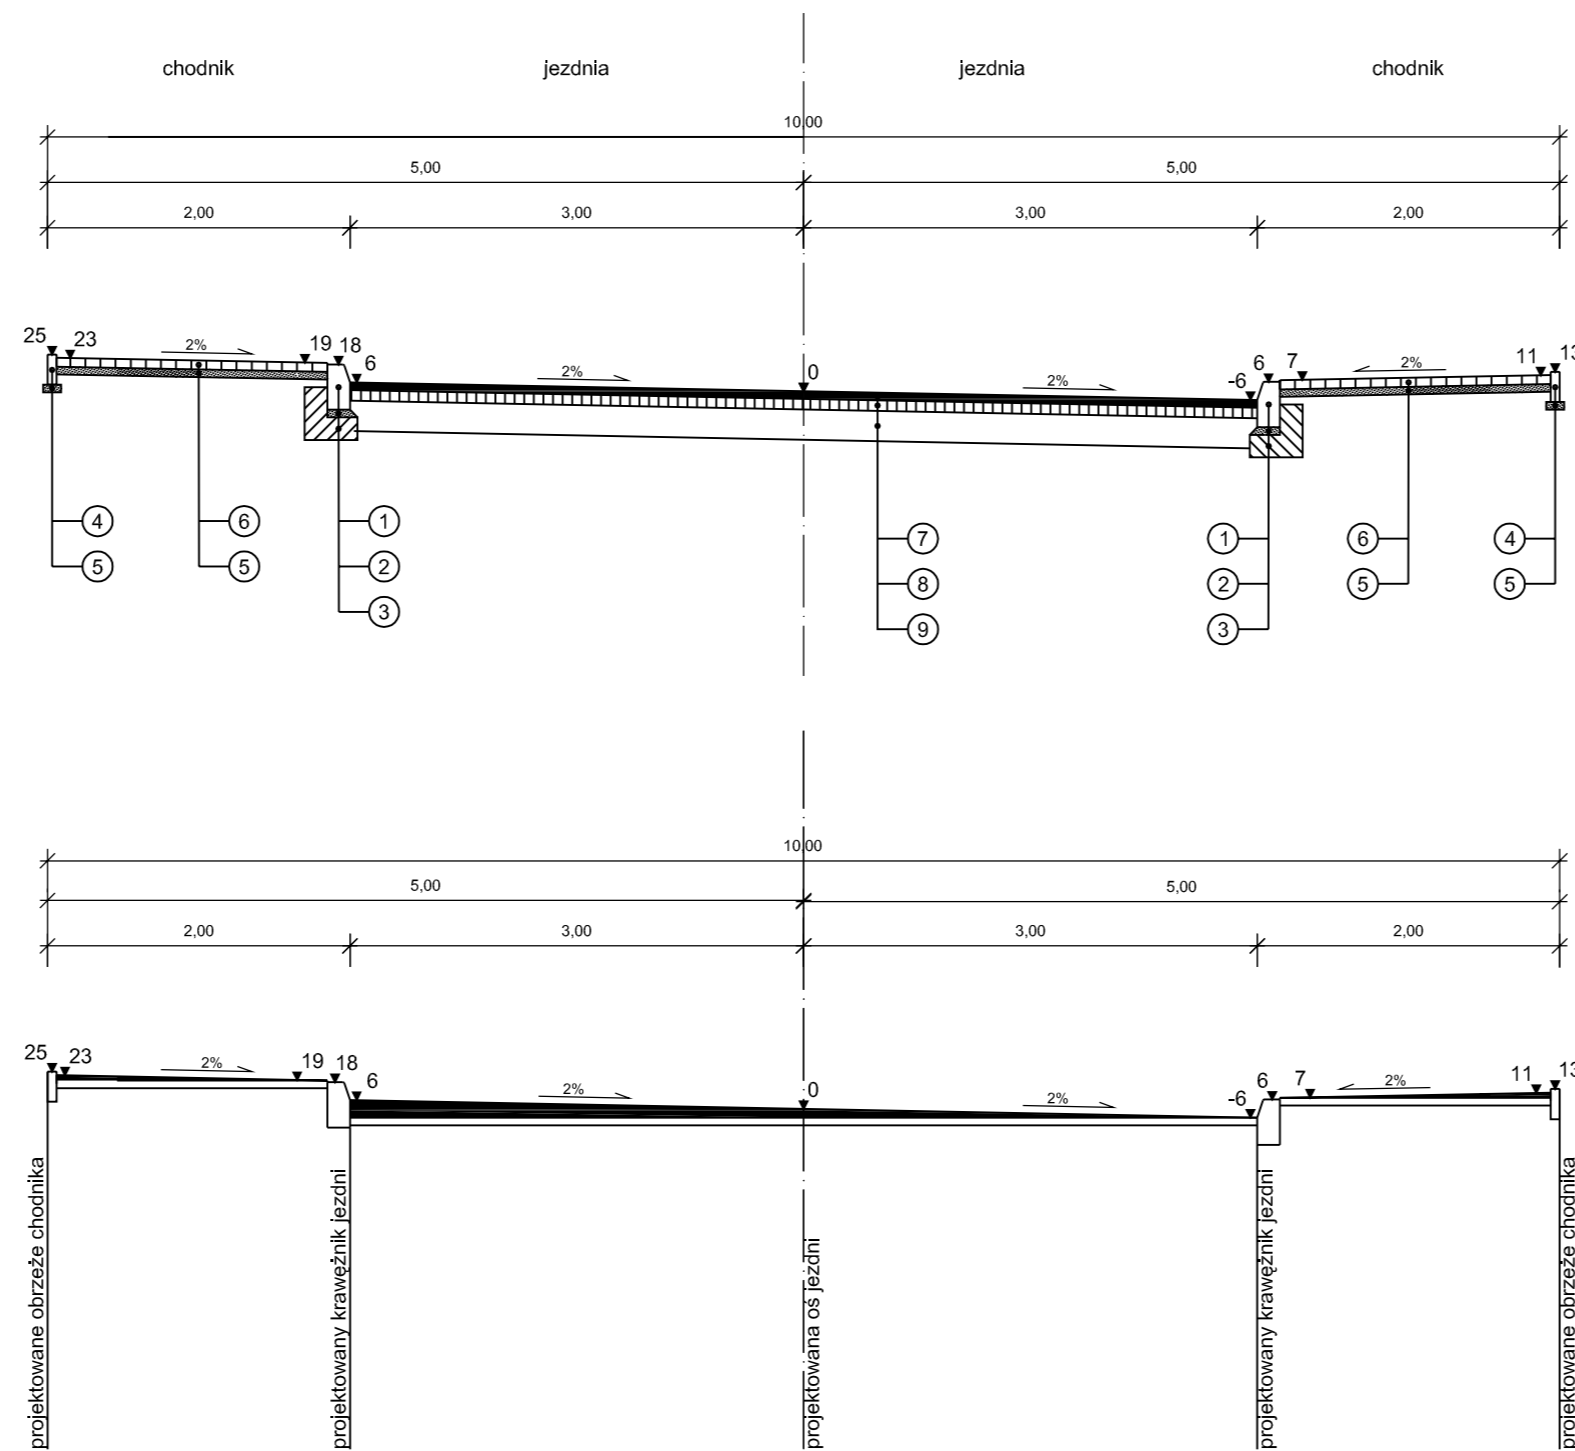 chodnik jezdnia jezdnia chodnik
10,00
5,00 5,00
2,00 3,00 3,00 2,00
25 23 2% 19 18 6 2% 0 2% -6 6 7 2% 11 13
4 6 1 7 1 6 4
5 5 2 8 2 5 5
3 9 3
10,00
5,00 5,00
2,00 3,00 3,00 2,00
25 23 2% 19 18 6 2% 0 2% -6 6 7 2% 11 13
projektowane obrzeże chodnika
projektowany krawężnik jezdni
projektowana oś jezdni
projektowany krawężnik jezdni
projektowane obrzeże chodnika